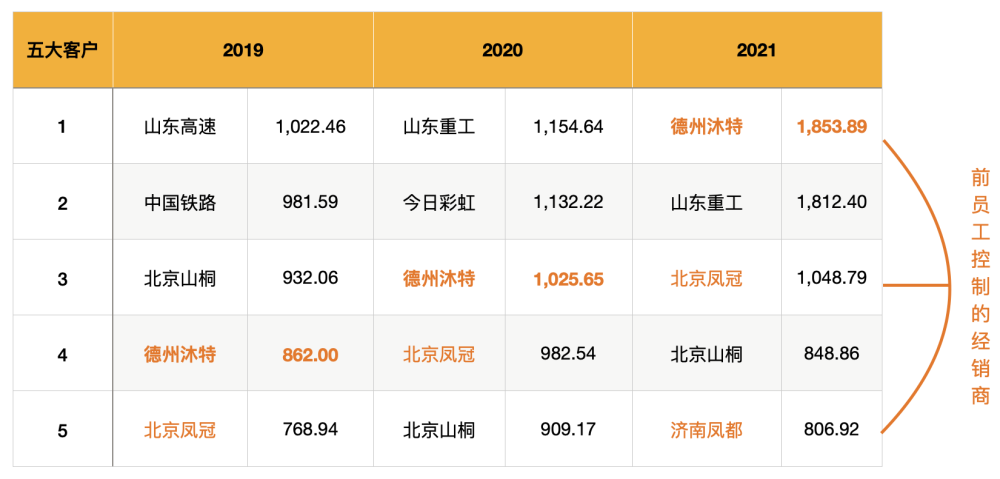 五大客户 2019 2020 2021
1 山东高速 1,022.46 山东重工 1,154.64 德州沐特 1,853.89
2 中国铁路 981.59 今日彩虹 1,132.22 山东重工 1,812.40
3 北京山桐 932.06 德州沐特 1,025.65 北京凤冠 1,048.79
4 德州沐特 862.00 北京凤冠 982.54 北京山桐 848.86
5 北京凤冠 768.94 北京山桐 909.17 济南凤都 806.92
前员工控制的经销商